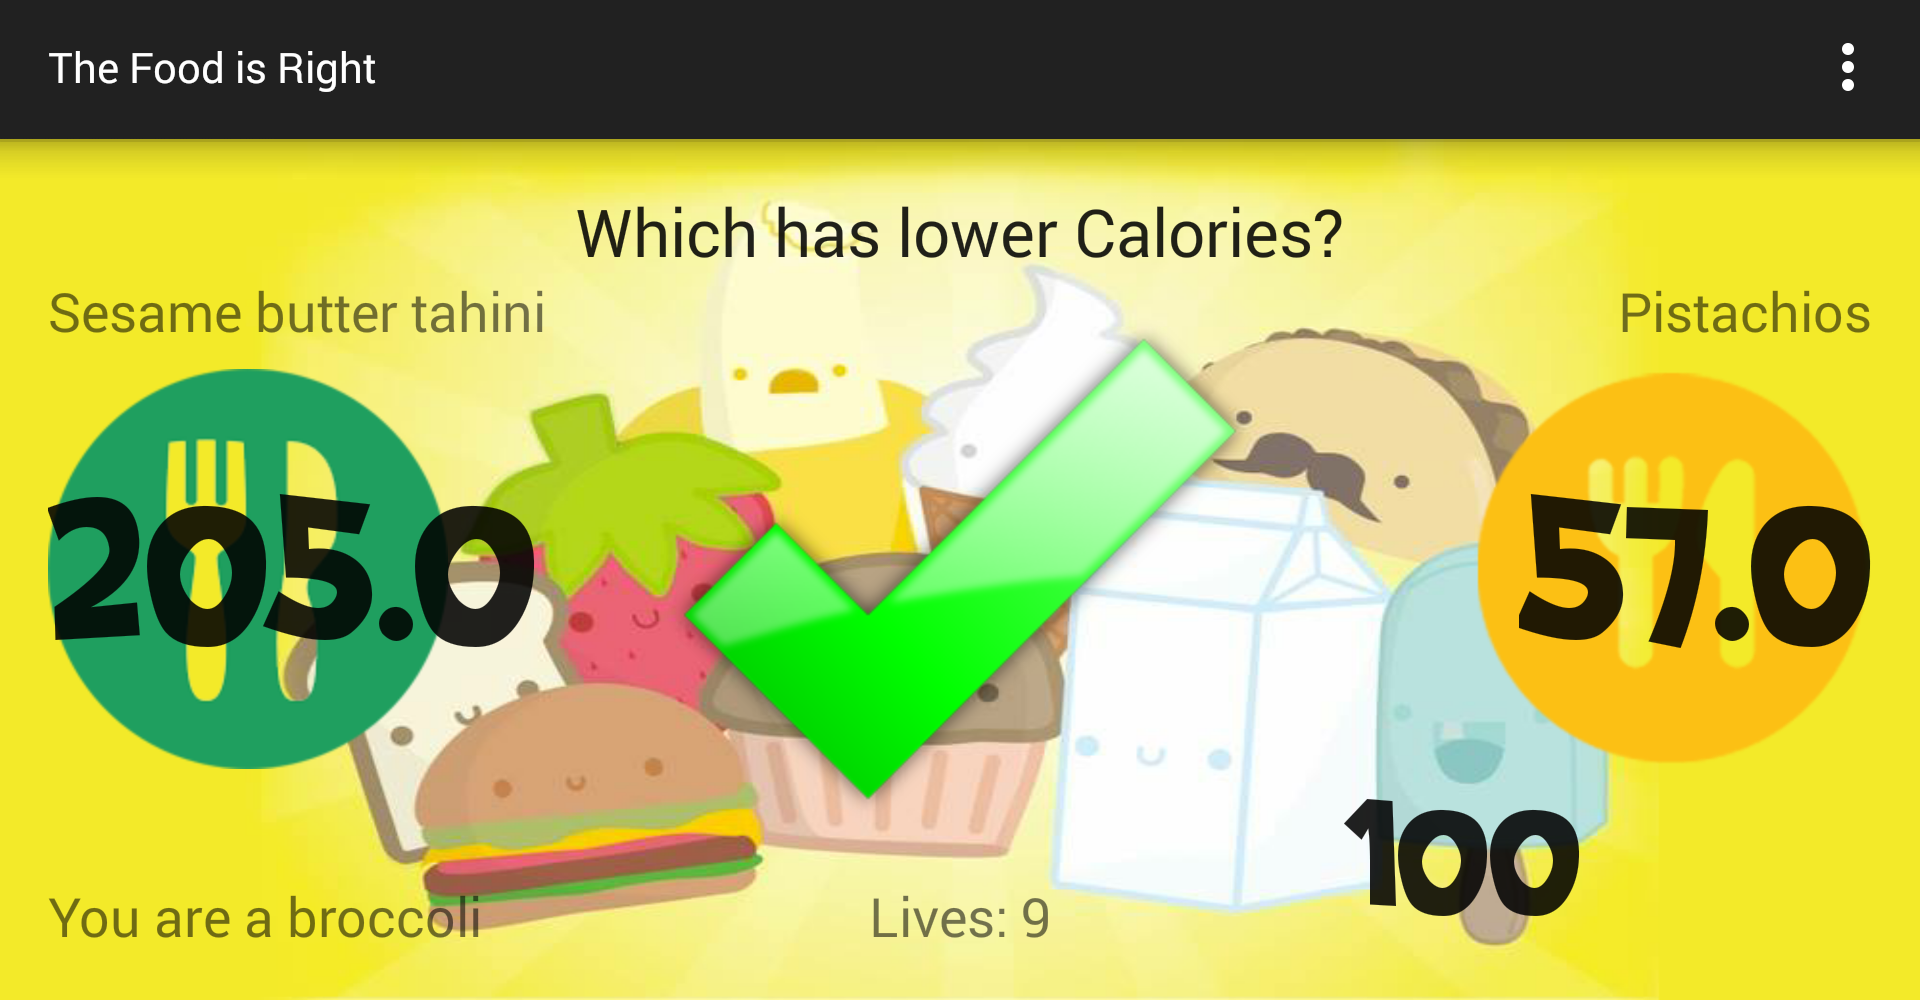 The Food is Right
Which has lower Calories?
Sesame butter tahini
Pistachios
205.0
57.0
100
You are a broccoli
Lives: 9